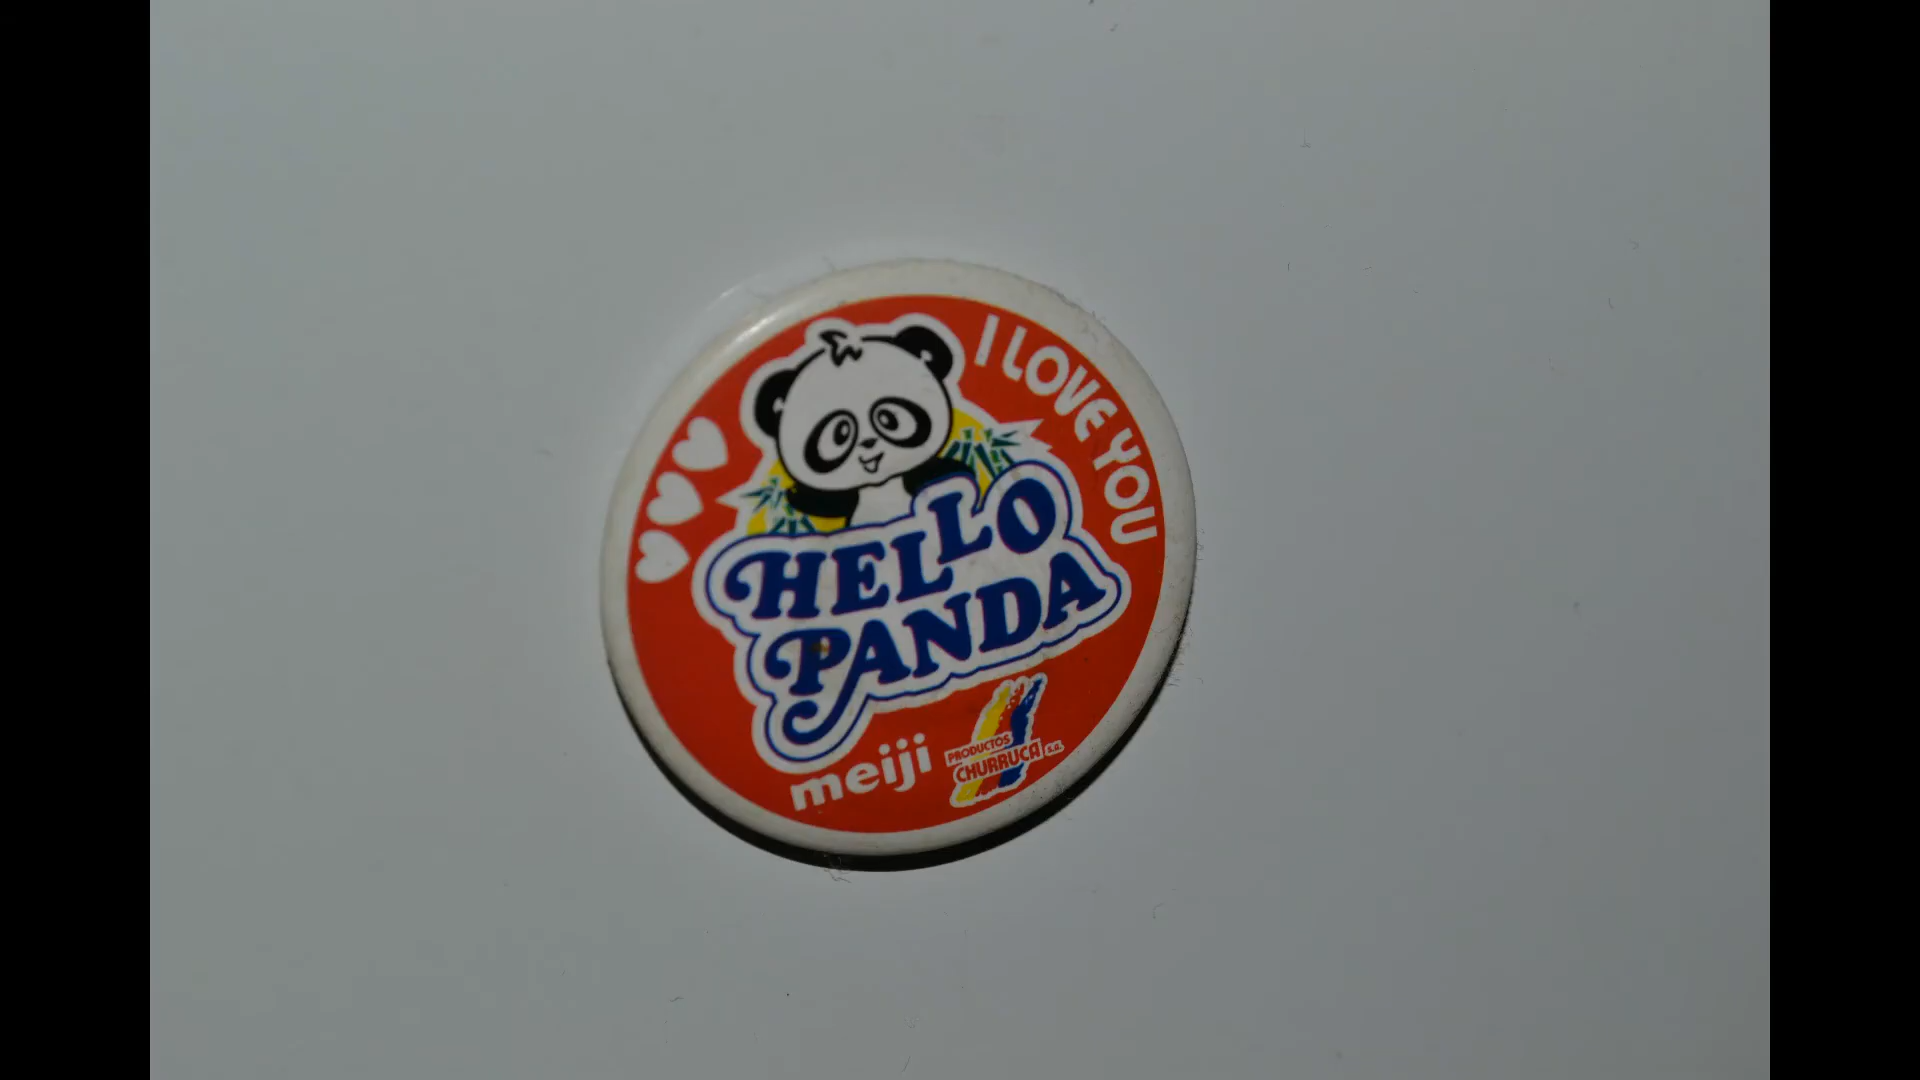 I LOVE YOU
HELLO
PANDA
meiji
PRODUCTOS
CHURRUCA s.a.